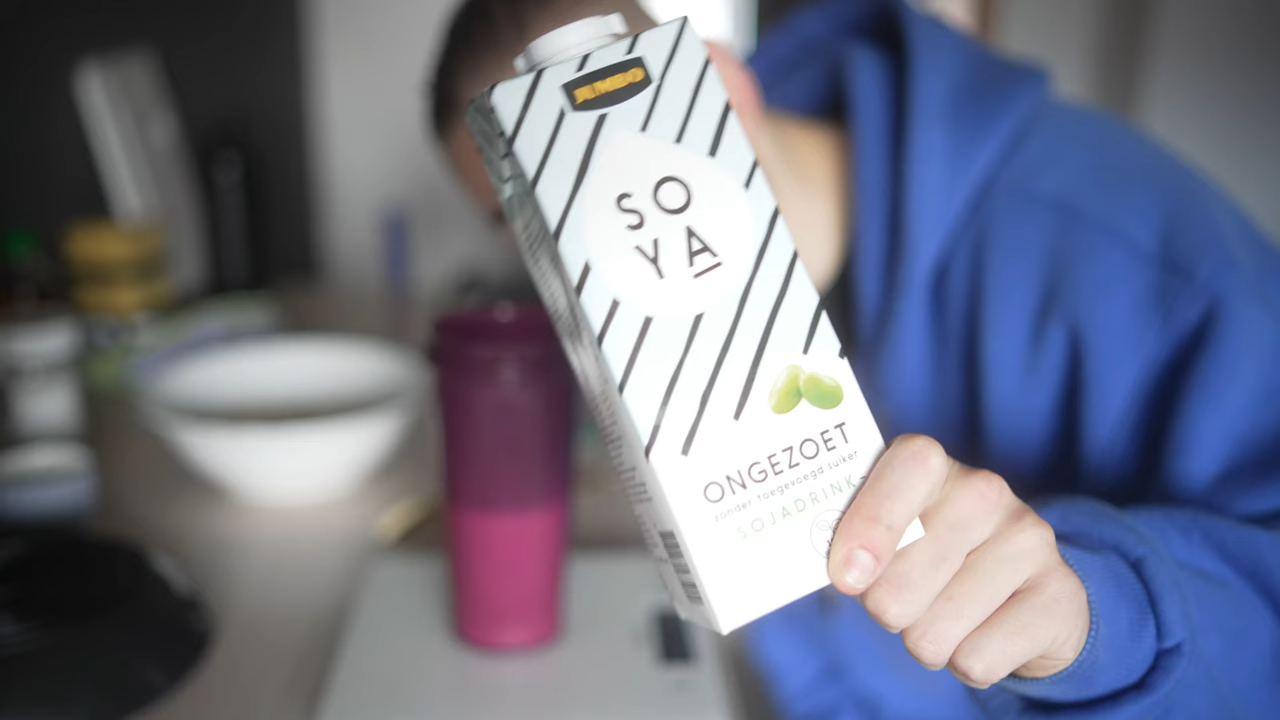 JUMBO
SO
YA
ONGEZOET
zonder toegevoegd suiker
SOJADRINK